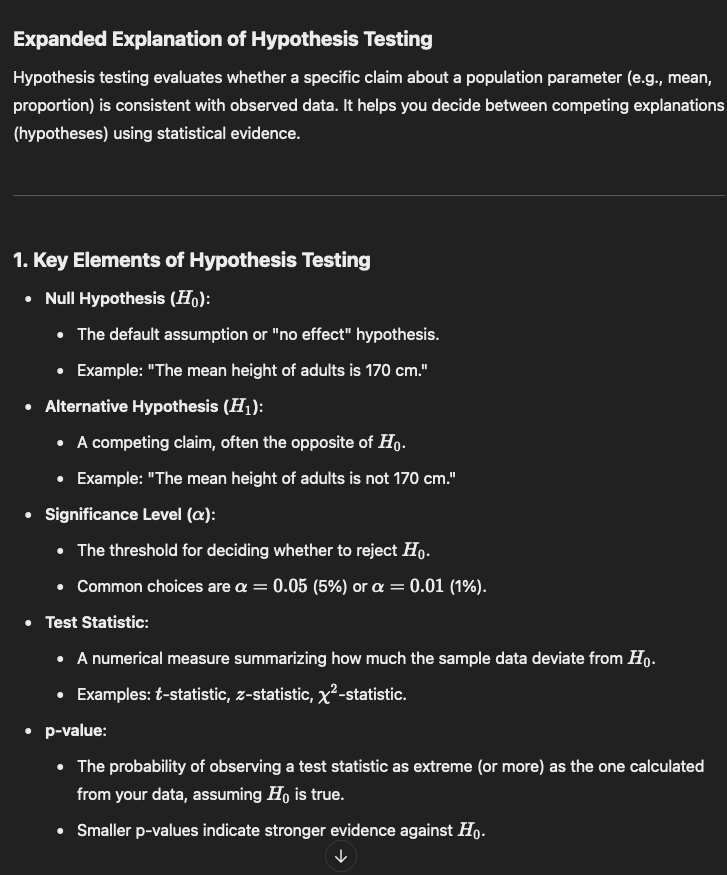 Expanded Explanation of Hypothesis Testing
Hypothesis testing evaluates whether a specific claim about a population parameter (e.g., mean,
proportion) is consistent with observed data. It helps you decide between competing explanations
(hypotheses) using statistical evidence.
1. Key Elements of Hypothesis Testing
• Null Hypothesis (H₀):
• The default assumption or "no effect" hypothesis.
• Example: "The mean height of adults is 170 cm."
• Alternative Hypothesis (H₁):
• A competing claim, often the opposite of H₀.
• Example: "The mean height of adults is not 170 cm."
• Significance Level (α):
• The threshold for deciding whether to reject H₀.
• Common choices are α = 0.05 (5%) or α = 0.01 (1%).
• Test Statistic:
• A numerical measure summarizing how much the sample data deviate from H₀.
• Examples: t-statistic, z-statistic, χ²-statistic.
• p-value:
• The probability of observing a test statistic as extreme (or more) as the one calculated
from your data, assuming H₀ is true.
• Smaller p-values indicate stronger evidence against H₀.